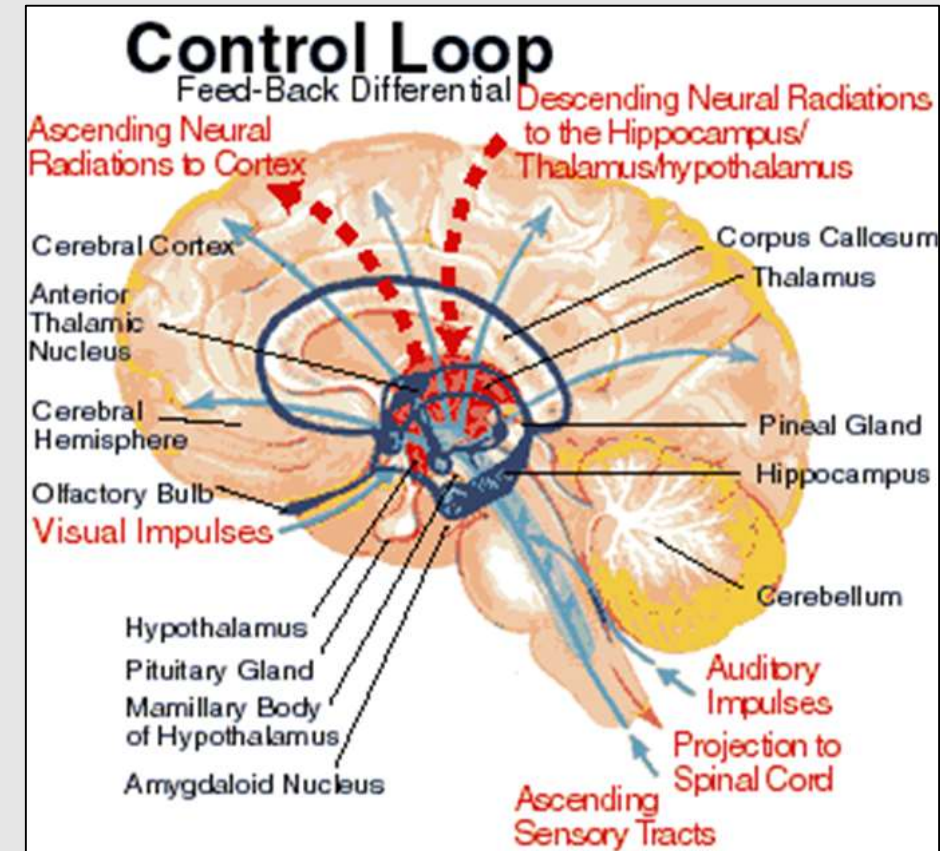 Control Loop
Feed-Back Differential
Descending Neural Radiations
to the Hippocampus/
Thalamus/hypothalamus
Ascending Neural
Radiations to Cortex
Cerebral Cortex
Anterior
Thalamic
Nucleus
Cerebral
Hemisphere
Olfactory Bulb
Visual Impulses
Corpus Callosum
Thalamus
Pineal Gland
Hippocampus
Cerebellum
Hypothalamus
Pituitary Gland
Mamillary Body
of Hypothalamus
Amygdaloid Nucleus
Auditory
Impulses
Projection to
Spinal Cord
Ascending
Sensory Tracts